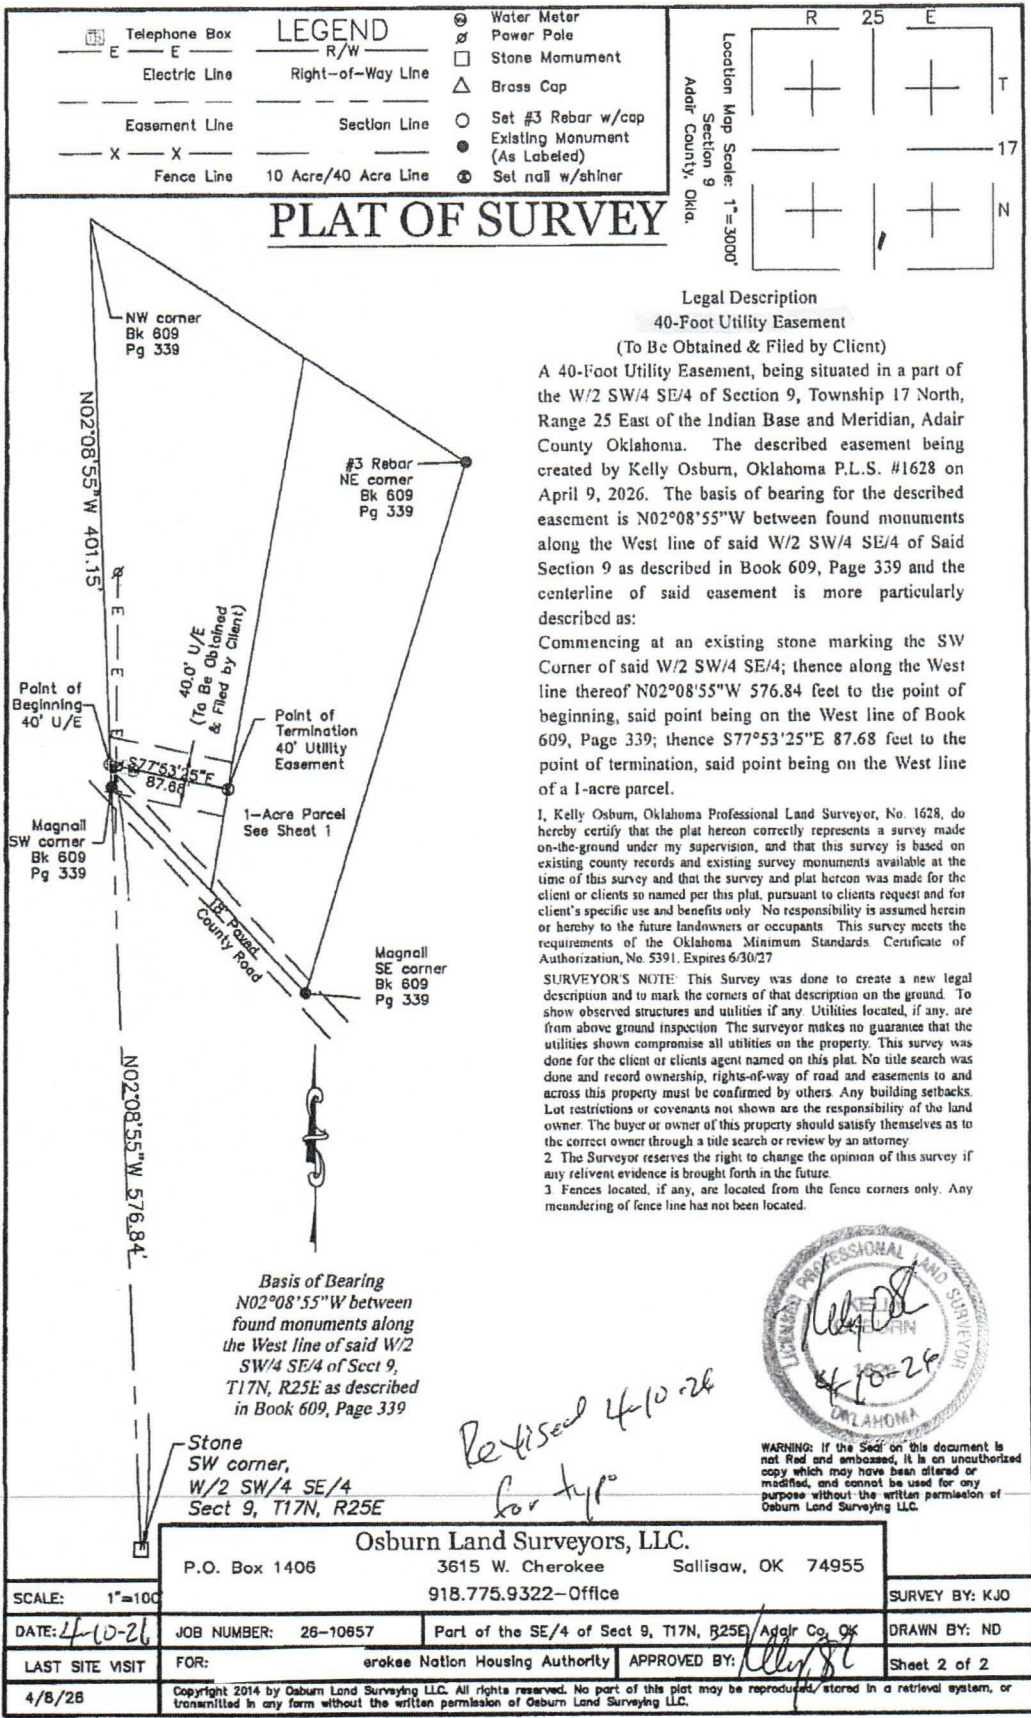 LEGEND
Telephone Box
E E
Electric Line
Easement Line
X X
Fence Line
R/W
Right-of-Way Line
Section Line
10 Acre/40 Acre Line
Water Meter
Power Pole
Stone Momument
Brass Cap
Set #3 Rebar w/cap
Existing Monument
(As Labeled)
Set nail w/shiner
R 25 E
T
17
N
Location Map Scale: 1"=3000'
Section 9
Adair County, Okla.
PLAT OF SURVEY
NW corner
Bk 609
Pg 339
N02°08'55"W 401.15'
#3 Rebar
NE corner
Bk 609
Pg 339
E
E
E
40.0' U/E
(To Be Obtained
& Filed by Client)
Point of
Beginning
40' U/E
Point of
Termination
40' Utility
Easement
S77°53'25"E
87.68'
1-Acre Parcel
See Sheet 1
Magnail
SW corner
Bk 609
Pg 339
18' Paved
County Road
Magnail
SE corner
Bk 609
Pg 339
N02°08'55"W 576.84'
Basis of Bearing
N02°08'55"W between
found monuments along
the West line of said W/2
SW/4 SE/4 of Sect 9,
T17N, R25E as described
in Book 609, Page 339
Stone
SW corner,
W/2 SW/4 SE/4
Sect 9, T17N, R25E
Legal Description
40-Foot Utility Easement
(To Be Obtained & Filed by Client)
A 40-Foot Utility Easement, being situated in a part of
the W/2 SW/4 SE/4 of Section 9, Township 17 North,
Range 25 East of the Indian Base and Meridian, Adair
County Oklahoma. The described easement being
created by Kelly Osburn, Oklahoma P.L.S. #1628 on
April 9, 2026. The basis of bearing for the described
easement is N02°08'55"W between found monuments
along the West line of said W/2 SW/4 SE/4 of Said
Section 9 as described in Book 609, Page 339 and the
centerline of said easement is more particularly
described as:
Commencing at an existing stone marking the SW
Corner of said W/2 SW/4 SE/4; thence along the West
line thereof N02°08'55"W 576.84 feet to the point of
beginning, said point being on the West line of Book
609, Page 339; thence S77°53'25"E 87.68 feet to the
point of termination, said point being on the West line
of a 1-acre parcel.
I, Kelly Osburn, Oklahoma Professional Land Surveyor, No. 1628, do
hereby certify that the plat hereon correctly represents a survey made
on-the-ground under my supervision, and that this survey is based on
existing county records and existing survey monuments available at the
time of this survey and that the survey and plat hereon was made for the
client or clients so named per this plat, pursuant to clients request and for
client's specific use and benefits only No responsibility is assumed herein
or hereby to the future landowners or occupants This survey meets the
requirements of the Oklahoma Minimum Standards. Certificate of
Authorization, No. 5391. Expires 6/30/27
SURVEYOR'S NOTE: This Survey was done to create a new legal
description and to mark the corners of that description on the ground. To
show observed structures and utilities if any. Utilities located, if any, are
from above ground inspection The surveyor makes no guarantee that the
utilities shown compromise all utilities on the property. This survey was
done for the client or clients agent named on this plat. No title search was
done and record ownership, rights-of-way of road and easements to and
across this property must be confirmed by others. Any building setbacks.
Lot restrictions or covenants not shown are the responsibility of the land
owner. The buyer or owner of this property should satisfy themselves as to
the correct owner through a title search or review by an attorney
2 The Surveyor reserves the right to change the opinion of this survey if
any relivent evidence is brought forth in the future.
3 Fences located, if any, are located from the fence corners only. Any
meandering of fence line has not been located.
LICENSED PROFESSIONAL LAND SURVEYOR
KELLY
OSBURN
1628
OKLAHOMA
4-10-26
Revised 4-10-26
for typo
WARNING: If the Seal on this document is
not Red and embossed, it is an unauthorized
copy which may have been altered or
modified, and cannot be used for any
purpose without the written permission of
Osburn Land Surveying LLC.
Osburn Land Surveyors, LLC.
P.O. Box 1406 3615 W. Cherokee Sallisaw, OK 74955
918.775.9322-Office
SCALE: 1"=100
SURVEY BY: KJO
DATE: 4-10-26
JOB NUMBER: 26-10657
Part of the SE/4 of Sect 9, T17N, R25E, Adair Co, OK
DRAWN BY: ND
LAST SITE VISIT
FOR: erokee Nation Housing Authority
APPROVED BY:
Sheet 2 of 2
4/8/26
Copyright 2014 by Osburn Land Surveying LLC. All rights reserved. No part of this plat may be reproduced, stored in a retrieval system, or
transmitted in any form without the written permission of Osburn Land Surveying LLC.